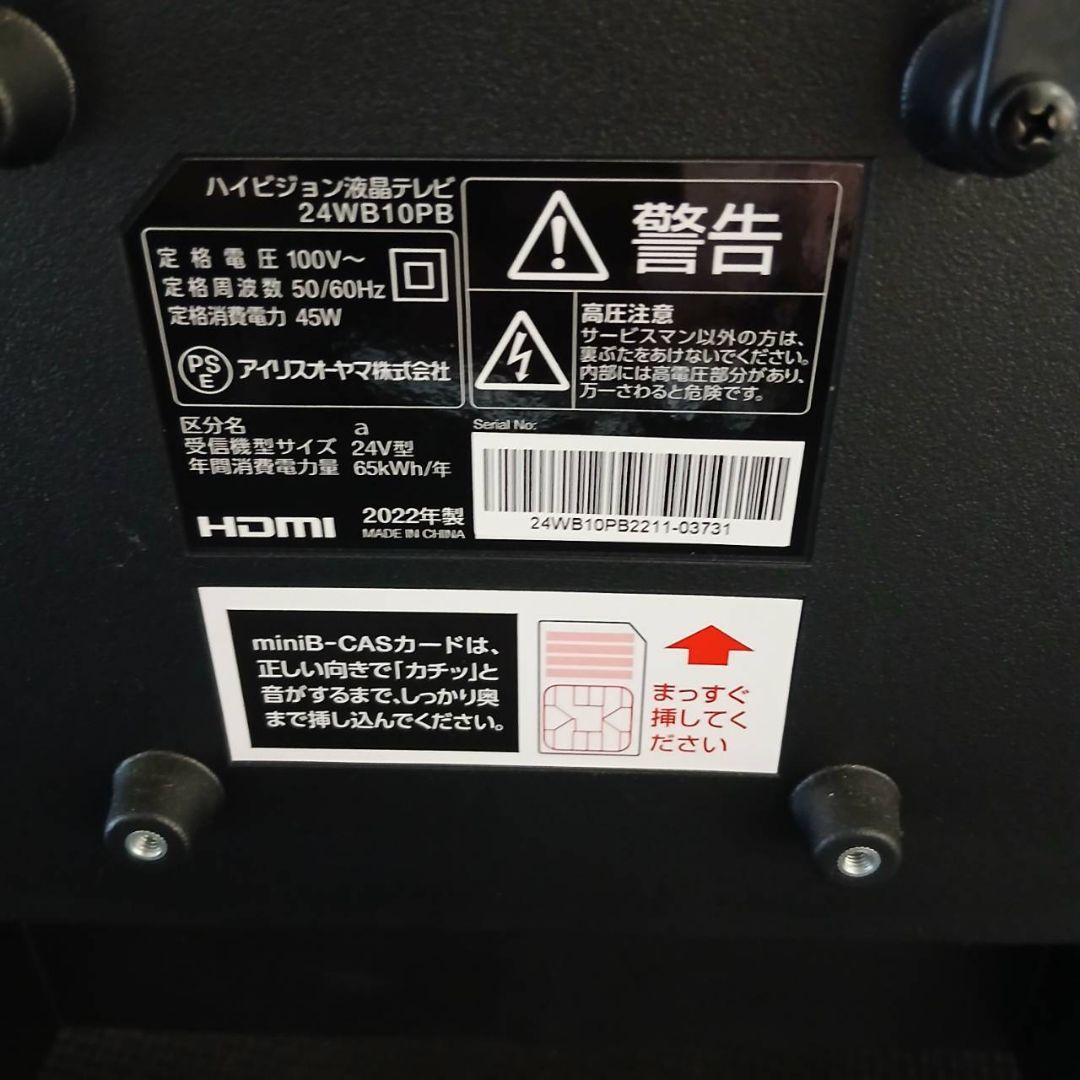 ハイビジョン液晶テレビ
24WB10PB
定格電圧 100V～
定格周波数 50/60Hz
定格消費電力 45W
PS
E
アイリスオーヤマ株式会社
警告
高圧注意
サービスマン以外の方は、
裏ぶたをあけないでください。
内部には高電圧部分があり、
万一さわると危険です。
区分名 a
受信機型サイズ 24V型
年間消費電力量 65kWh/年
HDMI
2022年製
MADE IN CHINA
Serial No:
24WB10PB2211-03731
miniB-CASカードは、
正しい向きで「カチッ」と
音がするまで、しっかり奥
まで挿し込んでください。
まっすぐ
挿してく
ださい